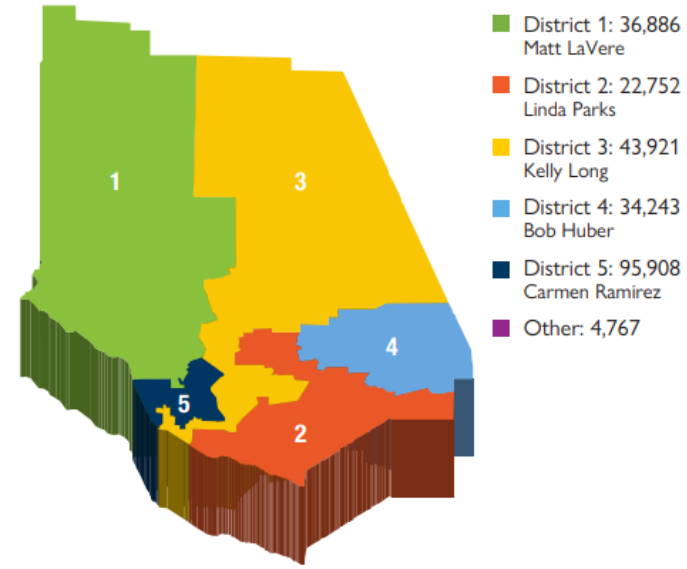 1
3
4
5
2
District 1: 36,886
Matt LaVere
District 2: 22,752
Linda Parks
District 3: 43,921
Kelly Long
District 4: 34,243
Bob Huber
District 5: 95,908
Carmen Ramirez
Other: 4,767